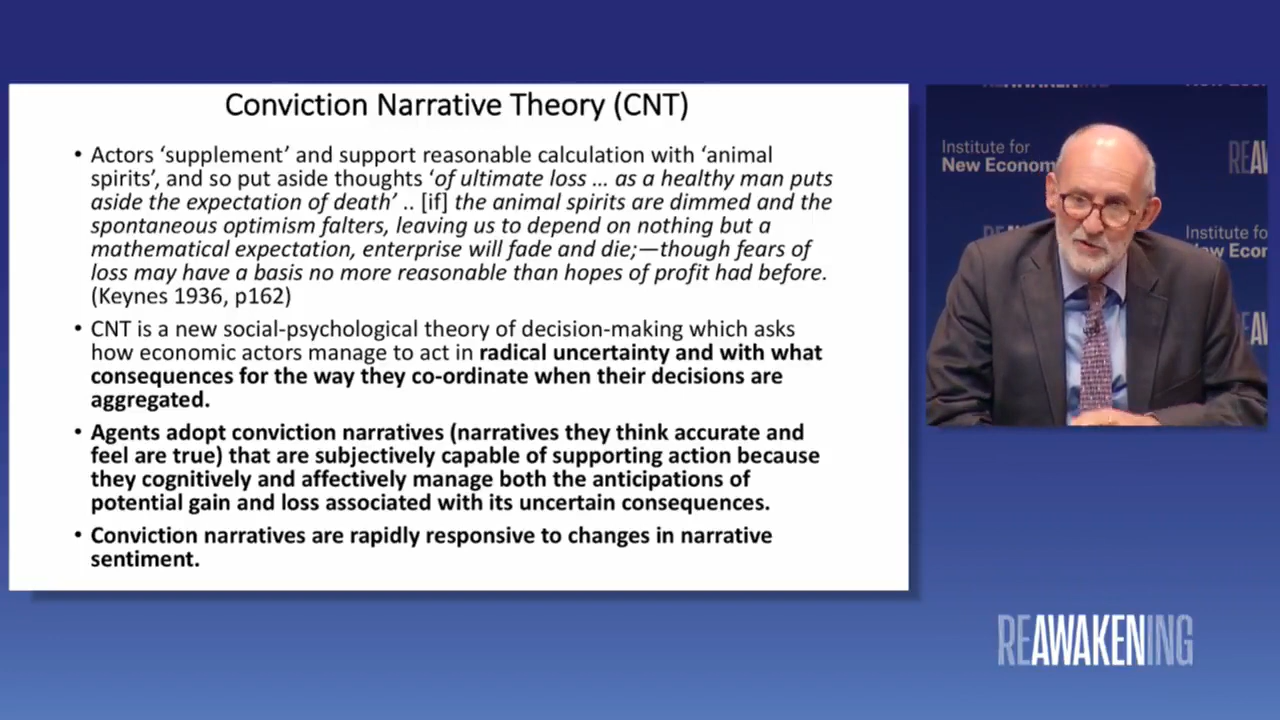 Conviction Narrative Theory (CNT)
• Actors ‘supplement’ and support reasonable calculation with ‘animal
spirits’, and so put aside thoughts ‘of ultimate loss ... as a healthy man puts
aside the expectation of death’ .. [if] the animal spirits are dimmed and the
spontaneous optimism falters, leaving us to depend on nothing but a
mathematical expectation, enterprise will fade and die;—though fears of
loss may have a basis no more reasonable than hopes of profit had before.
(Keynes 1936, p162)
• CNT is a new social-psychological theory of decision-making which asks
how economic actors manage to act in radical uncertainty and with what
consequences for the way they co-ordinate when their decisions are
aggregated.
• Agents adopt conviction narratives (narratives they think accurate and
feel are true) that are subjectively capable of supporting action because
they cognitively and affectively manage both the anticipations of
potential gain and loss associated with its uncertain consequences.
• Conviction narratives are rapidly responsive to changes in narrative
sentiment.
Institute for
New Econom
REA
Institute for
New Econ
REAWAKENING